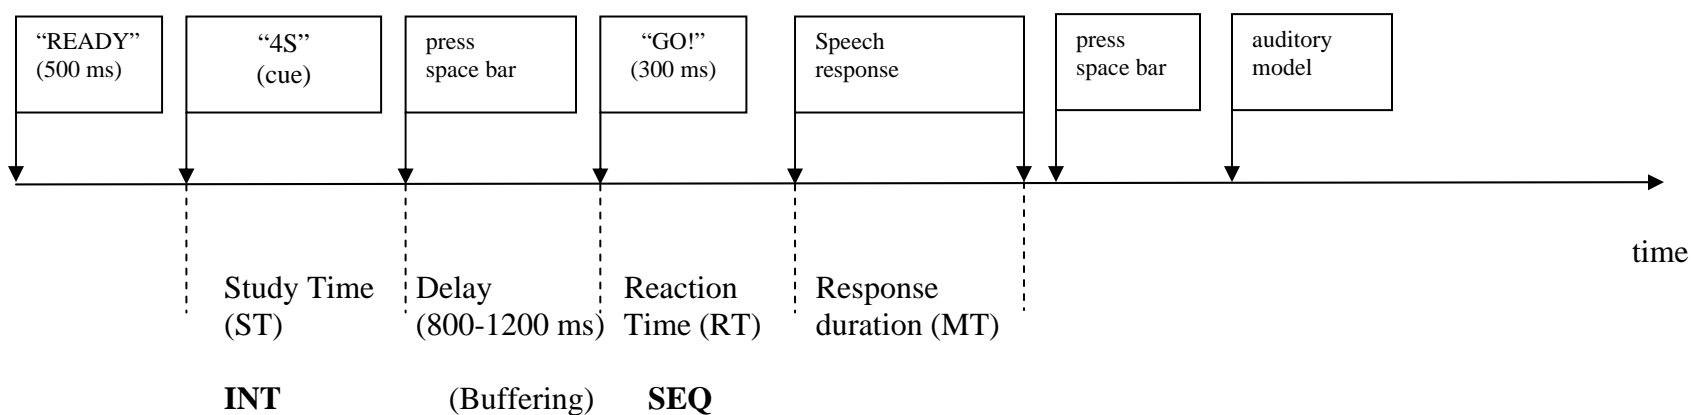 “READY”
(500 ms)
“4S”
(cue)
press
space bar
“GO!”
(300 ms)
Speech
response
press
space bar
auditory
model
time
Study Time
(ST)
Delay
(800-1200 ms)
Reaction
Time (RT)
Response
duration (MT)
INT
(Buffering)
SEQ